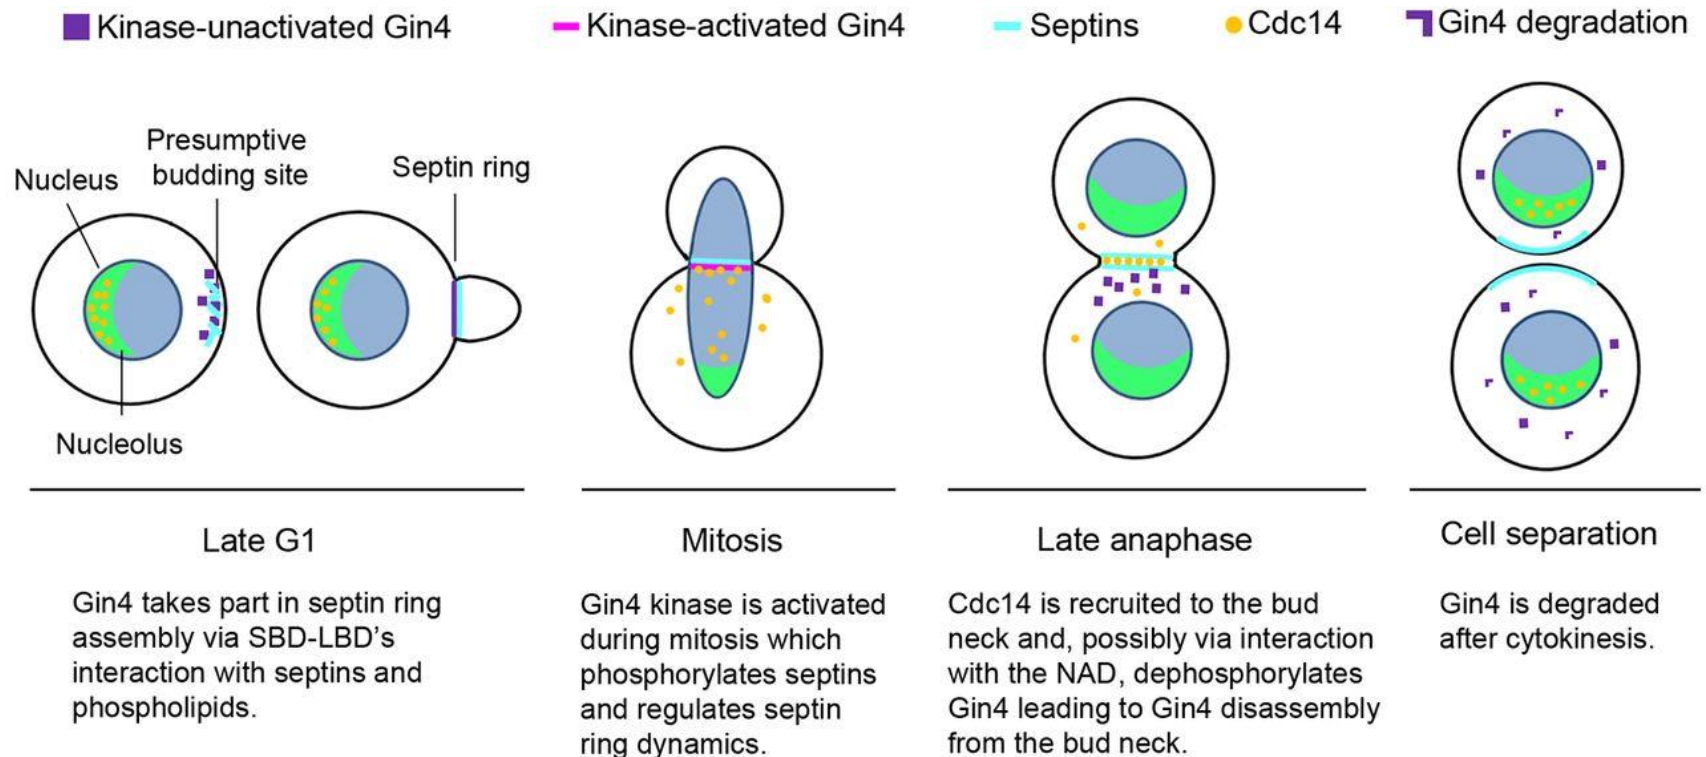 Kinase-unactivated Gin4
Kinase-activated Gin4
Septins
Cdc14
Gin4 degradation
Presumptive
budding site
Nucleus
Septin ring
Nucleolus
Late G1
Gin4 takes part in septin ring
assembly via SBD-LBD’s
interaction with septins and
phospholipids.
Mitosis
Gin4 kinase is activated
during mitosis which
phosphorylates septins
and regulates septin
ring dynamics.
Late anaphase
Cdc14 is recruited to the bud
neck and, possibly via interaction
with the NAD, dephosphorylates
Gin4 leading to Gin4 disassembly
from the bud neck.
Cell separation
Gin4 is degraded
after cytokinesis.